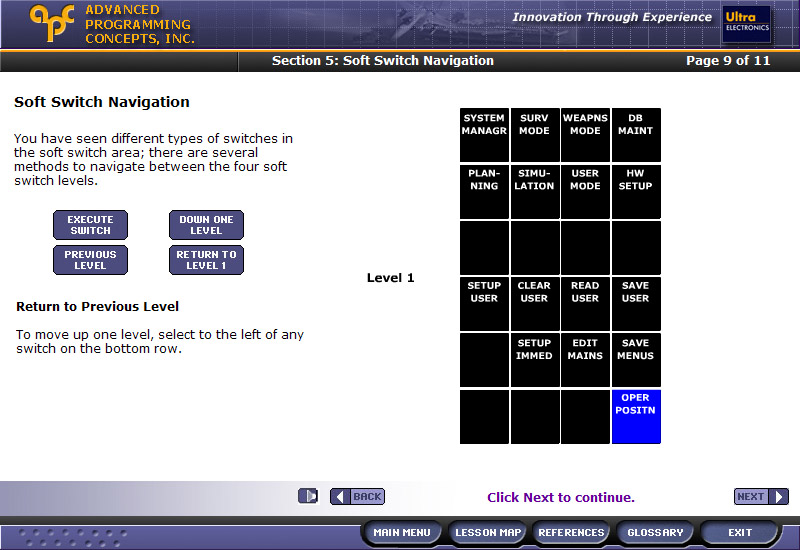 ADVANCED
PROGRAMMING
CONCEPTS, INC.
Innovation Through Experience
Ultra
ELECTRONICS
Section 5: Soft Switch Navigation
Page 9 of 11
Soft Switch Navigation
You have seen different types of switches in
the soft switch area; there are several
methods to navigate between the four soft
switch levels.
EXECUTE
SWITCH
DOWN ONE
LEVEL
PREVIOUS
LEVEL
RETURN TO
LEVEL 1
Return to Previous Level
To move up one level, select to the left of any
switch on the bottom row.
Level 1
SYSTEM
MANAGR
SURV
MODE
WEAPNS
MODE
DB
MAINT
PLAN-
NING
SIMU-
LATION
USER
MODE
HW
SETUP
SETUP
USER
CLEAR
USER
READ
USER
SAVE
USER
SETUP
IMMED
EDIT
MAINS
SAVE
MENUS
OPER
POSITN
BACK
Click Next to continue.
NEXT
MAIN MENU
LESSON MAP
REFERENCES
GLOSSARY
EXIT